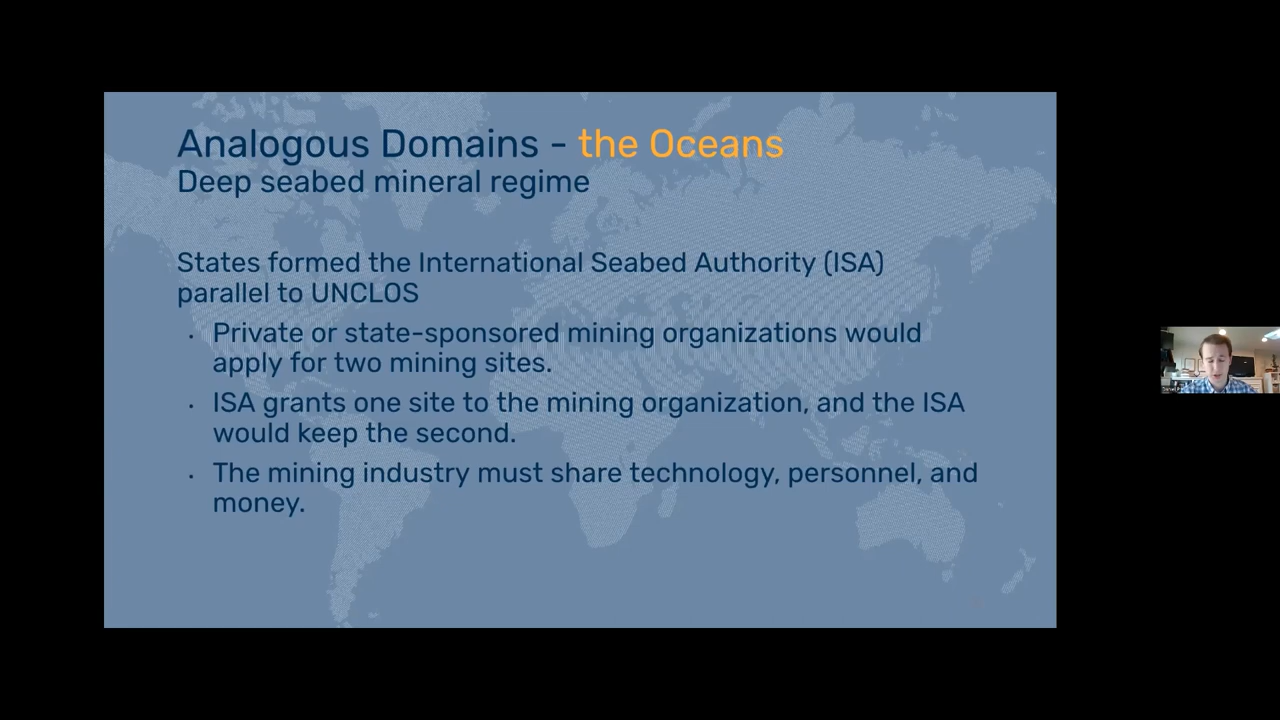 Analogous Domains - the Oceans
Deep seabed mineral regime
States formed the International Seabed Authority (ISA)
parallel to UNCLOS
· Private or state-sponsored mining organizations would
apply for two mining sites.
· ISA grants one site to the mining organization, and the ISA
would keep the second.
· The mining industry must share technology, personnel, and
money.